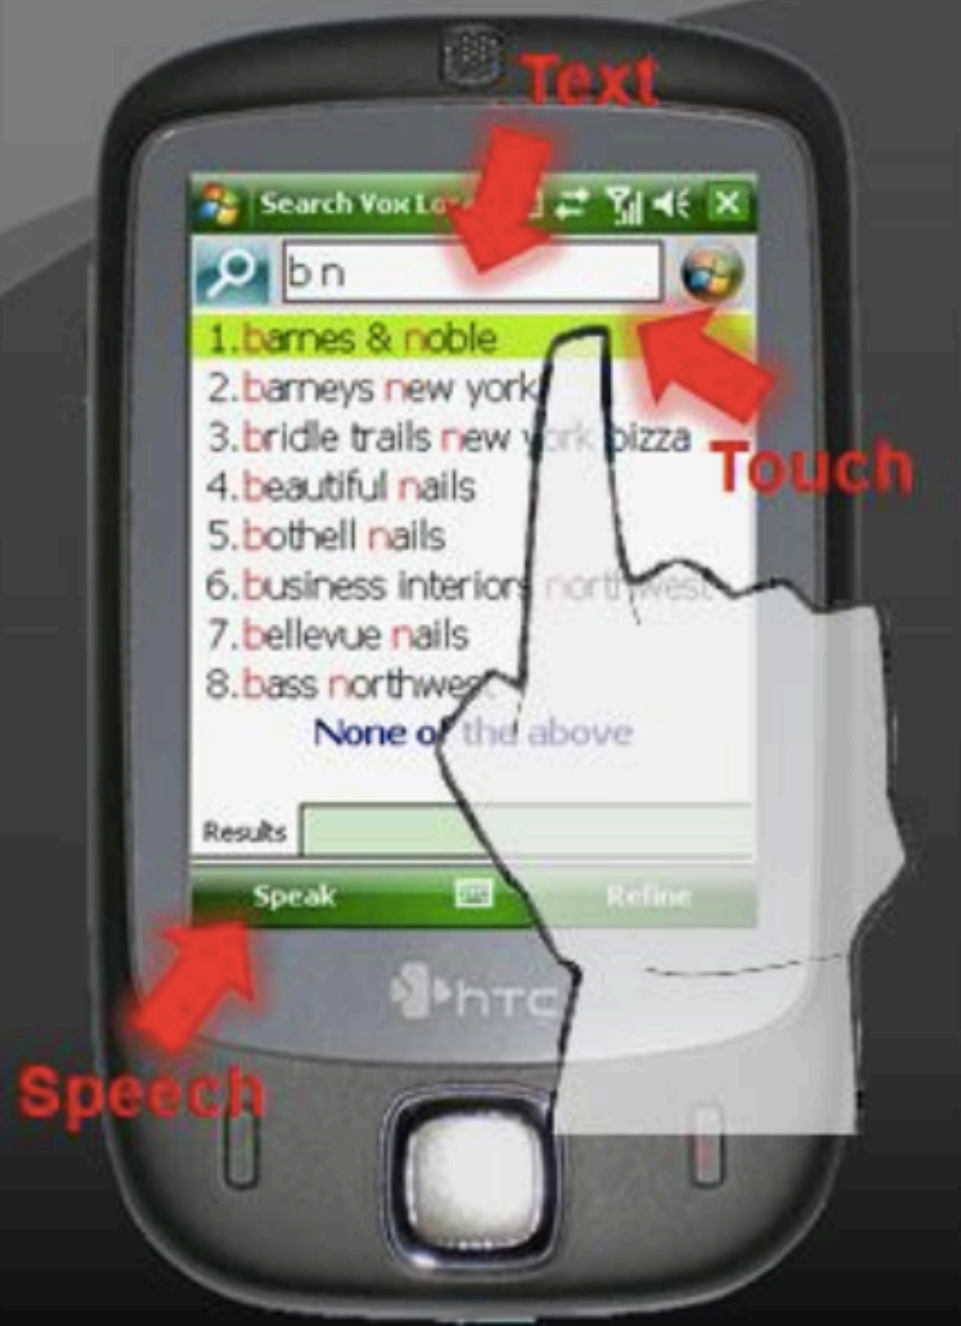 Text
Search Vox Lo
b n
1.barnes & noble
2.barneys new york
3.bridle trails new york pizza
4.beautiful nails
5.bothell nails
6.business interiors northwest
7.bellevue nails
8.bass northwest
None of the above
Touch
Results
Speak
Refine
hTC
Speech